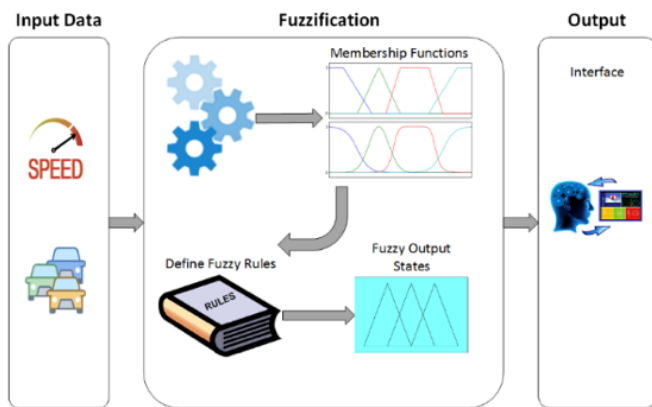 Input Data
Fuzzification
Output
Membership Functions
Interface
SPEED
Define Fuzzy Rules
RULES
Fuzzy Output
States